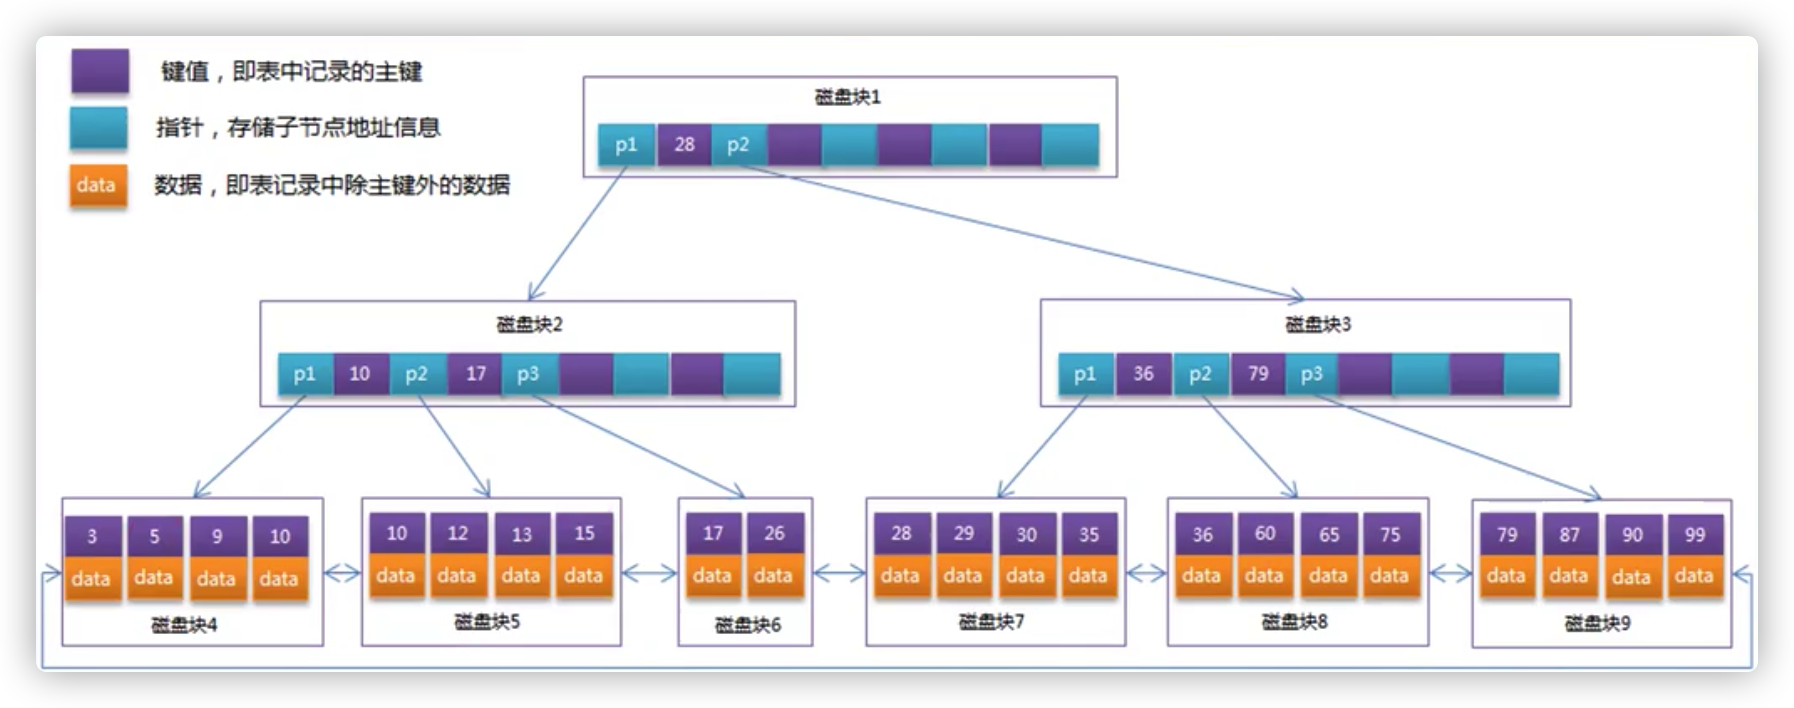 键值，即表中记录的主键
指针，存储子节点地址信息
data 数据，即表记录中除主键外的数据
磁盘块1
p1 28 p2
磁盘块2
p1 10 p2 17 p3
磁盘块3
p1 36 p2 79 p3
3 5 9 10
data data data data
磁盘块4
10 12 13 15
data data data data
磁盘块5
17 26
data data
磁盘块6
28 29 30 35
data data data data
磁盘块7
36 60 65 75
data data data data
磁盘块8
79 87 90 99
data data data data
磁盘块9